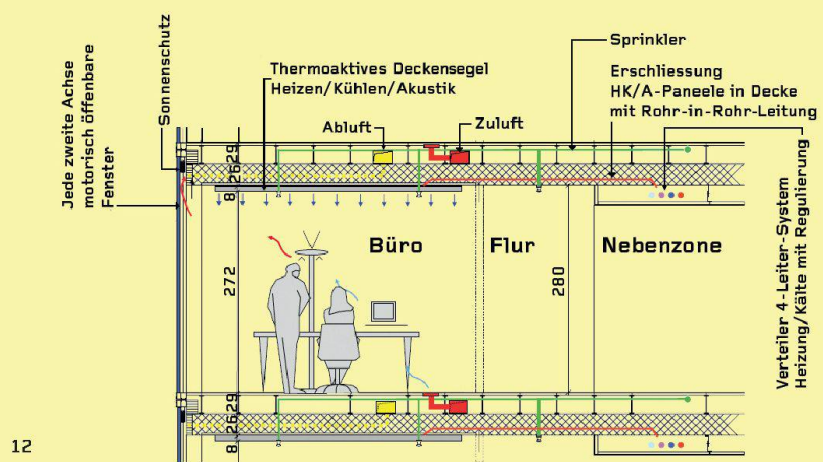 Jede zweite Achse
motorisch öffenbare
Fenster
Sonnenschutz
Thermoaktives Deckensegel
Heizen/Kühlen/Akustik
Abluft
Zuluft
Sprinkler
Erschliessung
HK/A-Paneele in Decke
mit Rohr-in-Rohr-Leitung
Verteiler 4-Leiter-System
Heizung/Kälte mit Regulierung
29
26
8
Büro
Flur
Nebenzone
272
280
29
26
8
12